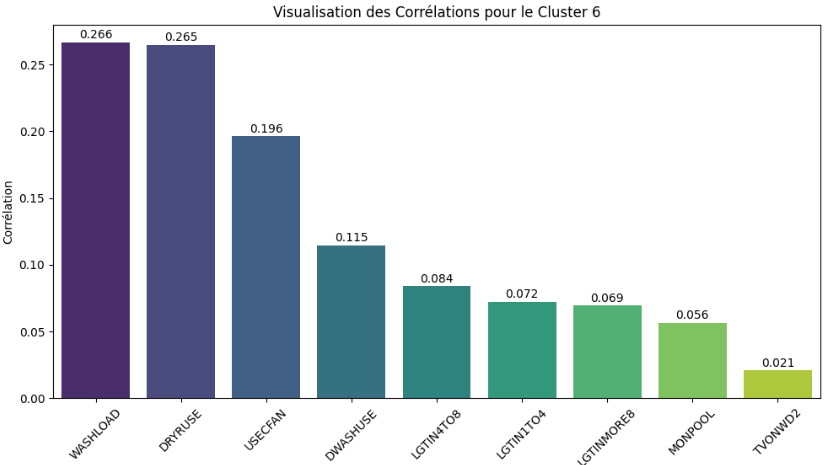 Visualisation des Corrélations pour le Cluster 6
Corrélation
0.25
0.20
0.15
0.10
0.05
0.00
0.266
0.265
0.196
0.115
0.084
0.072
0.069
0.056
0.021
WASHLOAD
DRYRUSE
USECFAN
DWASHUSE
LGTIN4TO8
LGTIN1TO4
LGTINMORE8
MONPOOL
TVONWD2